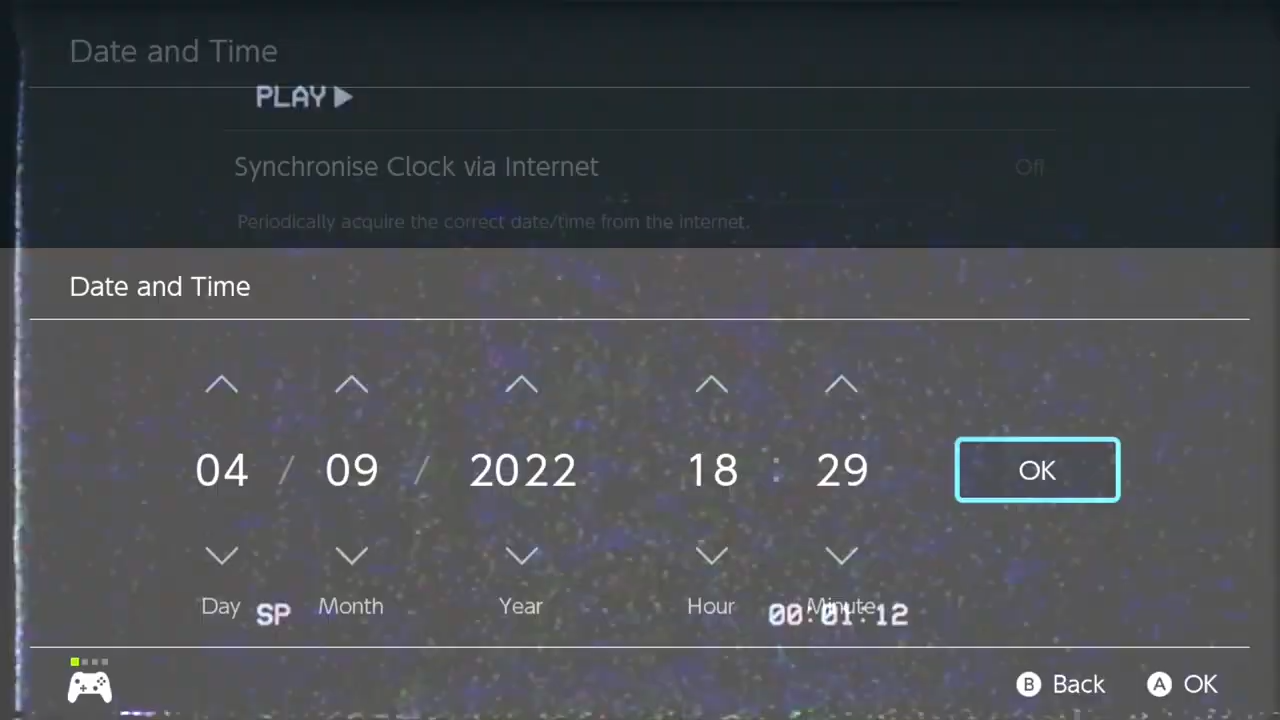 Date and Time
PLAY ▶
Synchronise Clock via Internet Off
Periodically acquire the correct date/time from the internet.
Date and Time
04 / 09 / 2022 18 : 29 OK
Day Month Year Hour Minute
SP 00:01:12
B Back A OK